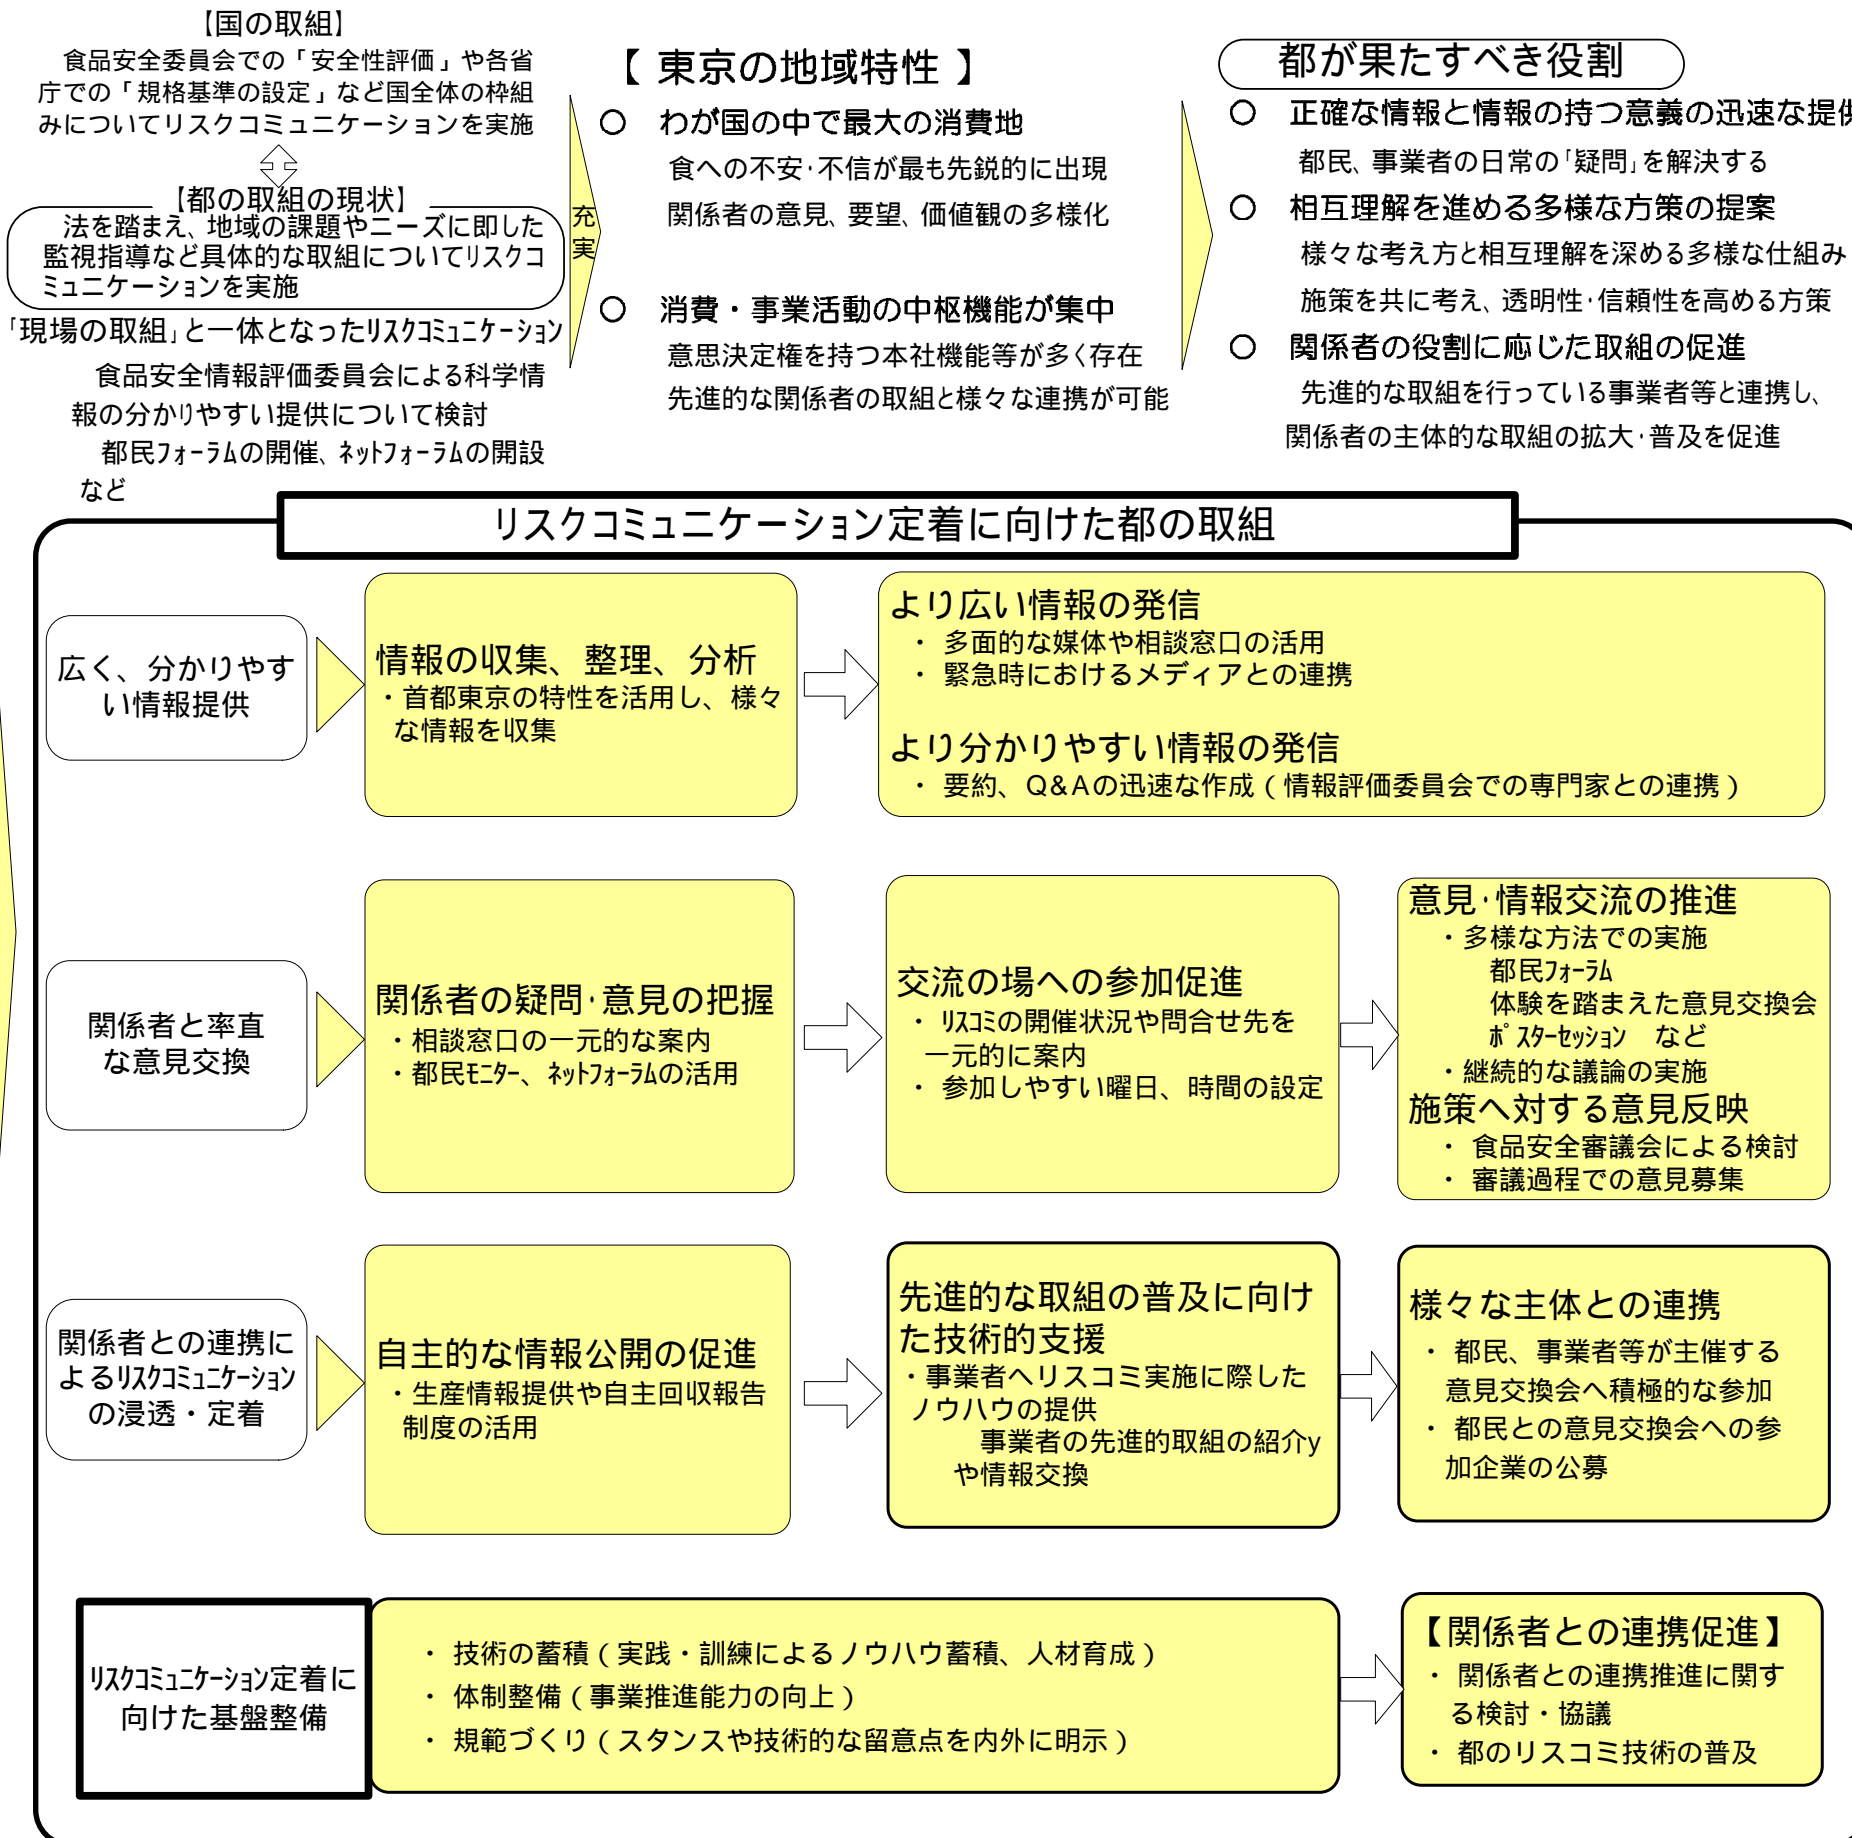 【国の取組】
食品安全委員会での「安全性評価」や各省
庁での「規格基準の設定」など国全体の枠組
みについてリスクコミュニケーションを実施
【都の取組の現状】
法を踏まえ、地域の課題やニーズに即した
監視指導など具体的な取組についてリスクコ
ミュニケーションを実施
「現場の取組」と一体となったリスクコミュニケーション
食品安全情報評価委員会による科学情
報の分かりやすい提供について検討
都民フォーラムの開催、ネットフォーラムの開設
など
充
実
【 東京の地域特性 】
○ わが国の中で最大の消費地
食への不安・不信が最も先鋭的に出現
関係者の意見、要望、価値観の多様化
○ 消費・事業活動の中枢機能が集中
意思決定権を持つ本社機能等が多く存在
先進的な関係者の取組と様々な連携が可能
都が果たすべき役割
○ 正確な情報と情報の持つ意義の迅速な提供
都民、事業者の日常の「疑問」を解決する
○ 相互理解を進める多様な方策の提案
様々な考え方と相互理解を深める多様な仕組み
施策を共に考え、透明性・信頼性を高める方策
○ 関係者の役割に応じた取組の促進
先進的な取組を行っている事業者等と連携し、
関係者の主体的な取組の拡大・普及を促進
リスクコミュニケーション定着に向けた都の取組
広く、分かりやす
い情報提供
情報の収集、整理、分析
・首都東京の特性を活用し、様々
な情報を収集
より広い情報の発信
・ 多面的な媒体や相談窓口の活用
・ 緊急時におけるメディアとの連携
より分かりやすい情報の発信
・ 要約、Q&Aの迅速な作成(情報評価委員会での専門家との連携)
関係者と率直
な意見交換
関係者の疑問・意見の把握
・相談窓口の一元的な案内
・都民モニター、ネットフォーラムの活用
交流の場への参加促進
・ リスコミの開催状況や問合せ先を
一元的に案内
・ 参加しやすい曜日、時間の設定
意見・情報交流の推進
・多様な方法での実施
都民フォーラム
体験を踏まえた意見交換会
ポスターセッション など
・継続的な議論の実施
施策へ対する意見反映
・ 食品安全審議会による検討
・ 審議過程での意見募集
関係者との連携に
よるリスクコミュニケーション
の浸透・定着
自主的な情報公開の促進
・生産情報提供や自主回収報告
制度の活用
先進的な取組の普及に向け
た技術的支援
・事業者へリスコミ実施に際した
ノウハウの提供
事業者の先進的取組の紹介y
や情報交換
様々な主体との連携
・ 都民、事業者等が主催する
意見交換会へ積極的な参加
・ 都民との意見交換会への参
加企業の公募
リスクコミュニケーション定着に
向けた基盤整備
・ 技術の蓄積(実践・訓練によるノウハウ蓄積、人材育成)
・ 体制整備(事業推進能力の向上)
・ 規範づくり(スタンスや技術的な留意点を内外に明示)
【関係者との連携促進】
・ 関係者との連携推進に関す
る検討・協議
・ 都のリスコミ技術の普及